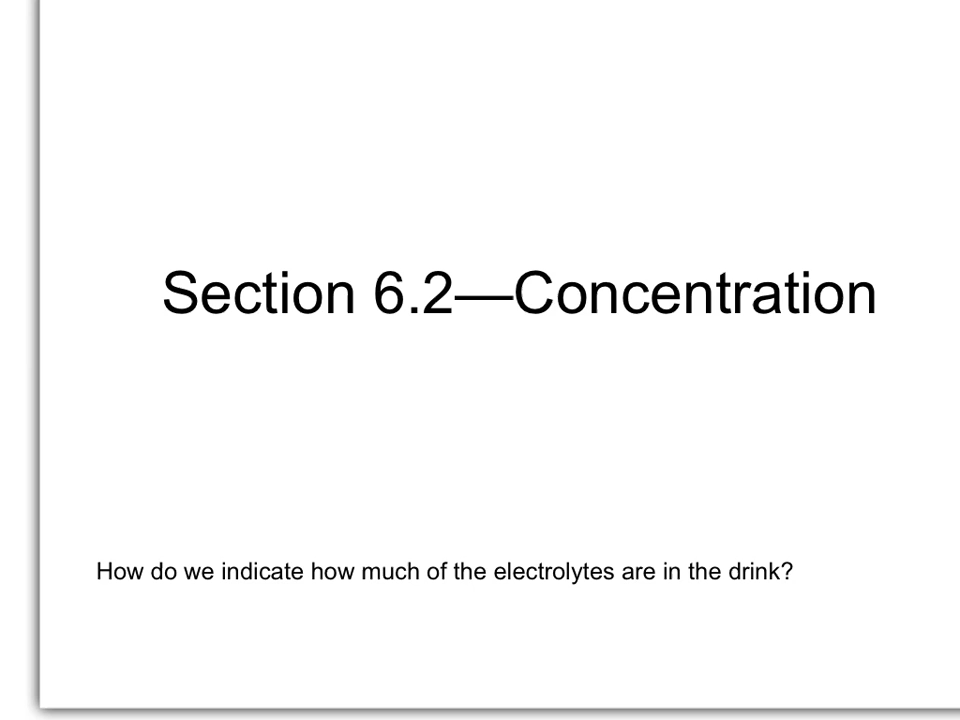 Section 6.2—Concentration
How do we indicate how much of the electrolytes are in the drink?